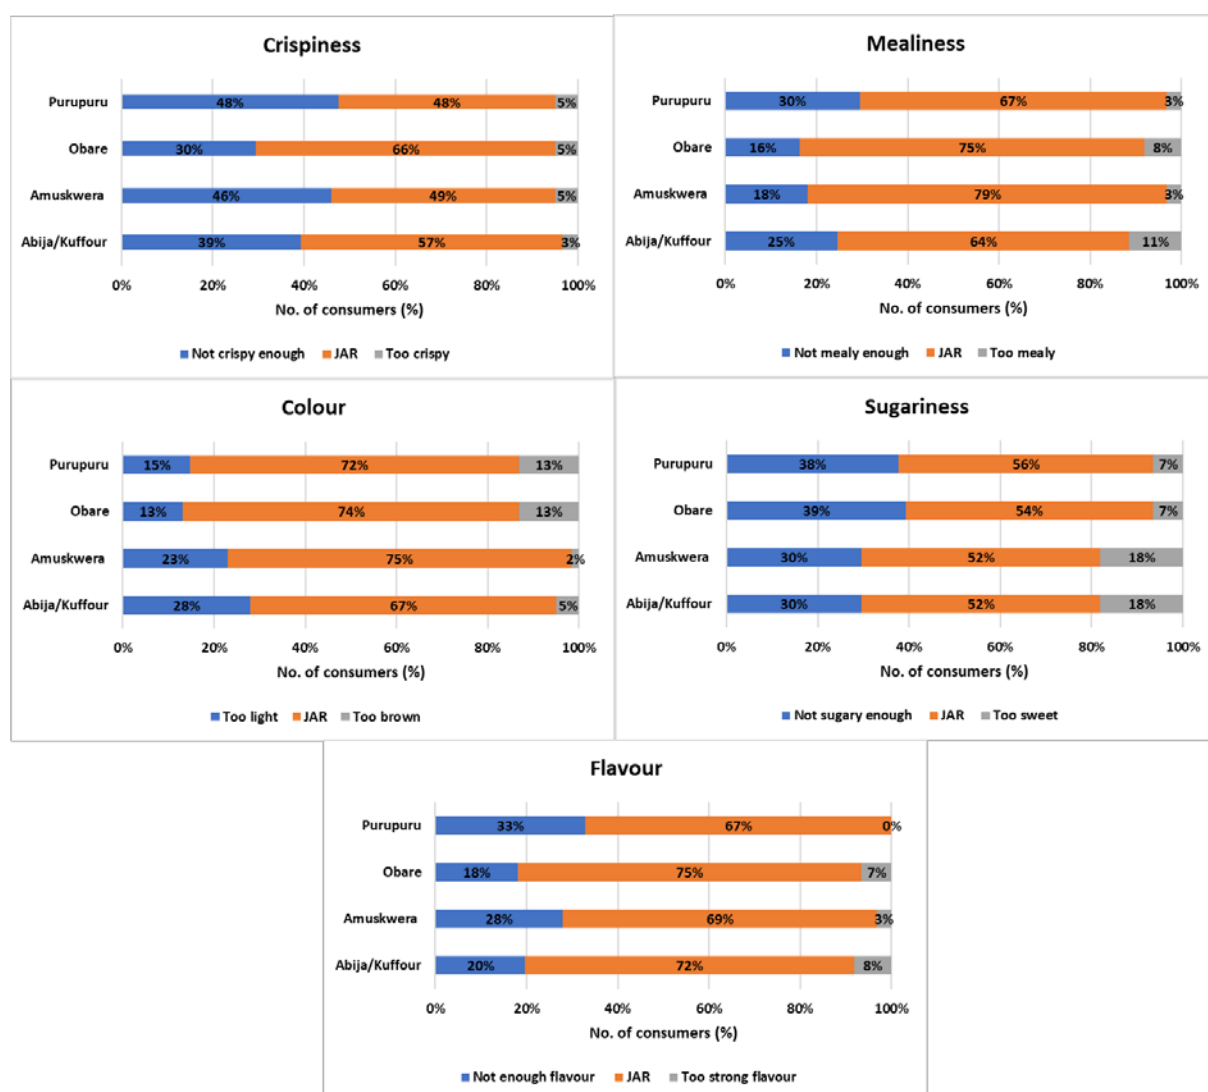 Crispiness
Purupuru 48% 48% 5%
Obare 30% 66% 5%
Amuskwera 46% 49% 5%
Abija/Kuffour 39% 57% 3%
0% 20% 40% 60% 80% 100%
No. of consumers (%)
Not crispy enough JAR Too crispy
Mealiness
Purupuru 30% 67% 3%
Obare 16% 75% 8%
Amuskwera 18% 79% 3%
Abija/Kuffour 25% 64% 11%
0% 20% 40% 60% 80% 100%
No. of consumers (%)
Not mealy enough JAR Too mealy
Colour
Purupuru 15% 72% 13%
Obare 13% 74% 13%
Amuskwera 23% 75% 2%
Abija/Kuffour 28% 67% 5%
0% 20% 40% 60% 80% 100%
No. of consumers (%)
Too light JAR Too brown
Sugariness
Purupuru 38% 56% 7%
Obare 39% 54% 7%
Amuskwera 30% 52% 18%
Abija/Kuffour 30% 52% 18%
0% 20% 40% 60% 80% 100%
No. of consumers (%)
Not sugary enough JAR Too sweet
Flavour
Purupuru 33% 67% 0%
Obare 18% 75% 7%
Amuskwera 28% 69% 3%
Abija/Kuffour 20% 72% 8%
0% 20% 40% 60% 80% 100%
No. of consumers (%)
Not enough flavour JAR Too strong flavour